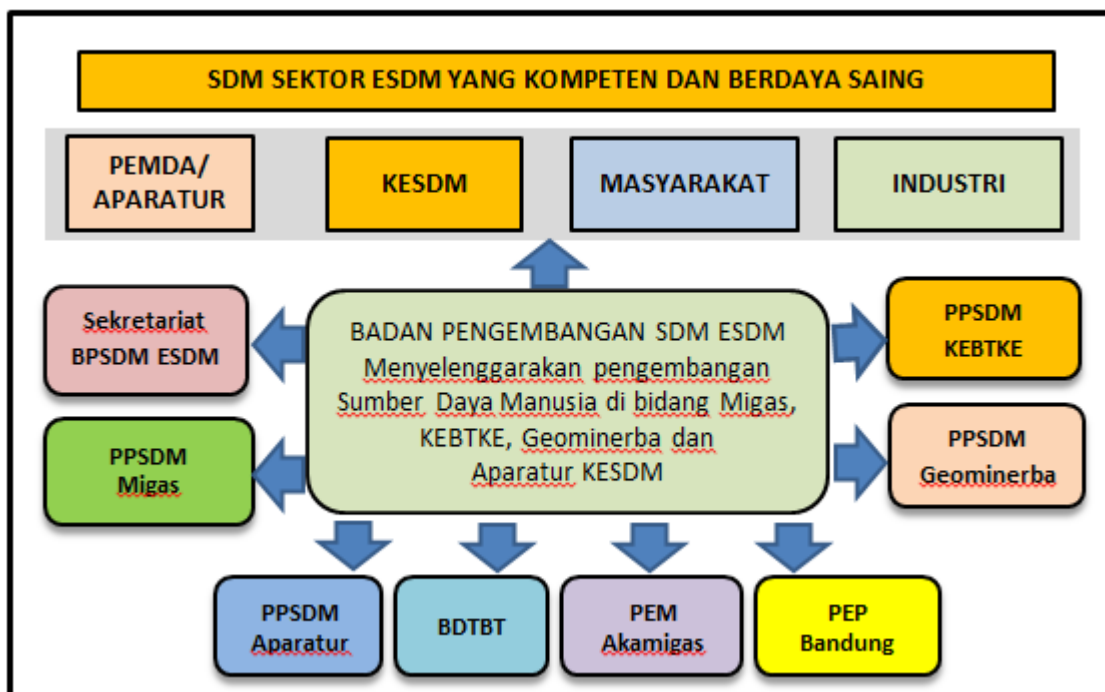 SDM SEKTOR ESDM YANG KOMPETEN DAN BERDAYA SAING
PEMDA/
APARATUR
KESDM
MASYARAKAT
INDUSTRI
Sekretariat
BPSDM ESDM
PPSDM
Migas
BADAN PENGEMBANGAN SDM ESDM
Menyelenggarakan pengembangan
Sumber Daya Manusia di bidang Migas,
KEBTKE, Geominerba dan
Aparatur KESDM
PPSDM
KEBTKE
PPSDM
Geominerba
PPSDM
Aparatur
BDTBT
PEM
Akamigas
PEP
Bandung